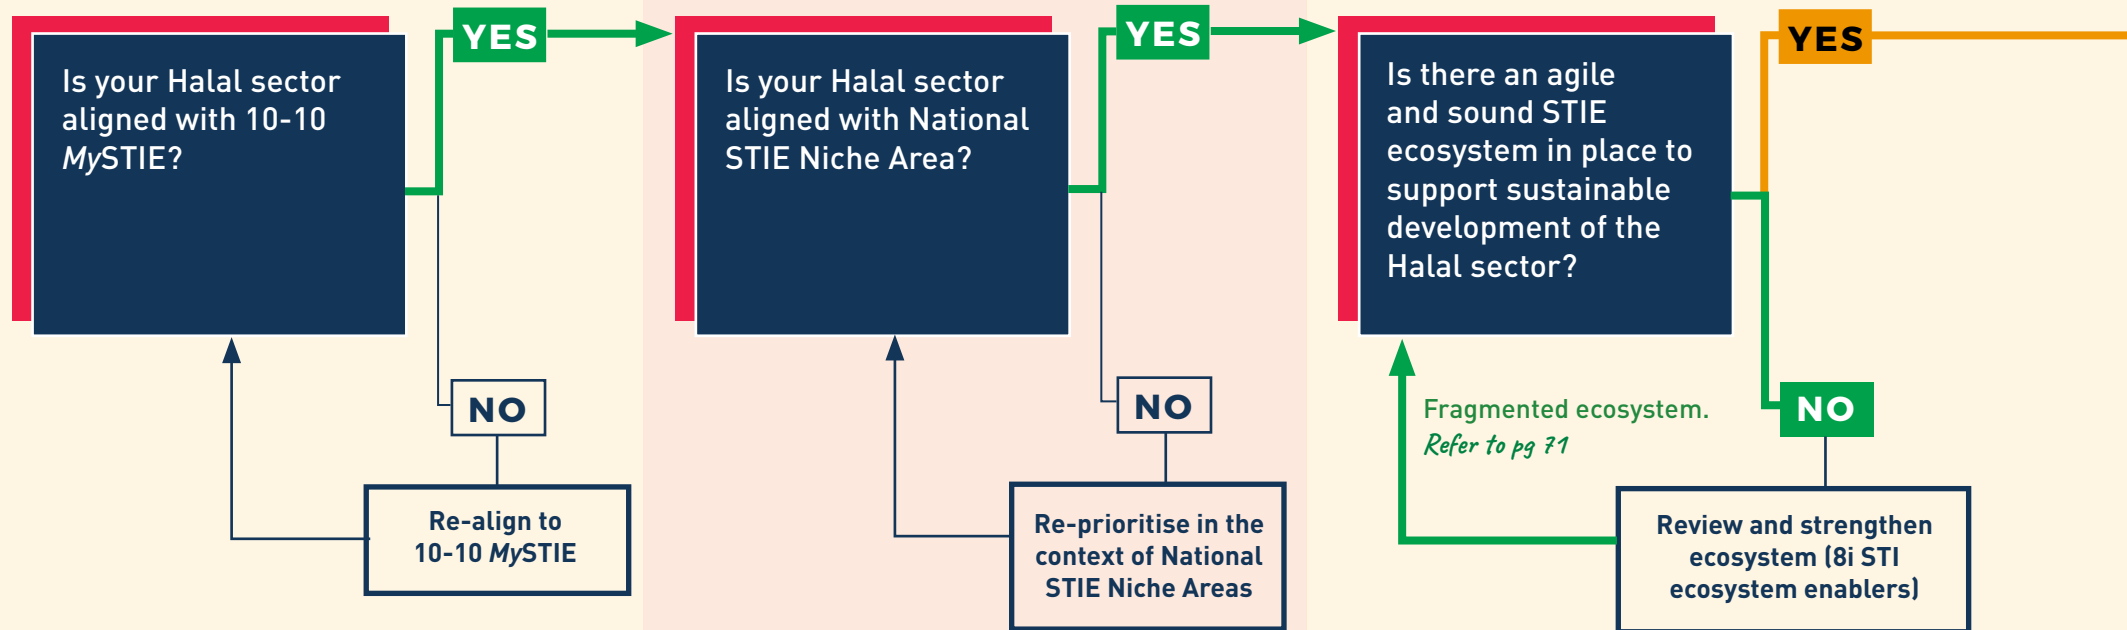 Is your Halal sector
aligned with 10-10
MySTIE?
YES
NO
Re-align to
10-10 MySTIE
Is your Halal sector
aligned with National
STIE Niche Area?
YES
NO
Re-prioritise in the
context of National
STIE Niche Areas
Is there an agile
and sound STIE
ecosystem in place to
support sustainable
development of the
Halal sector?
YES
NO
Fragmented ecosystem.
Refer to pg 71
Review and strengthen
ecosystem (8i STI
ecosystem enablers)